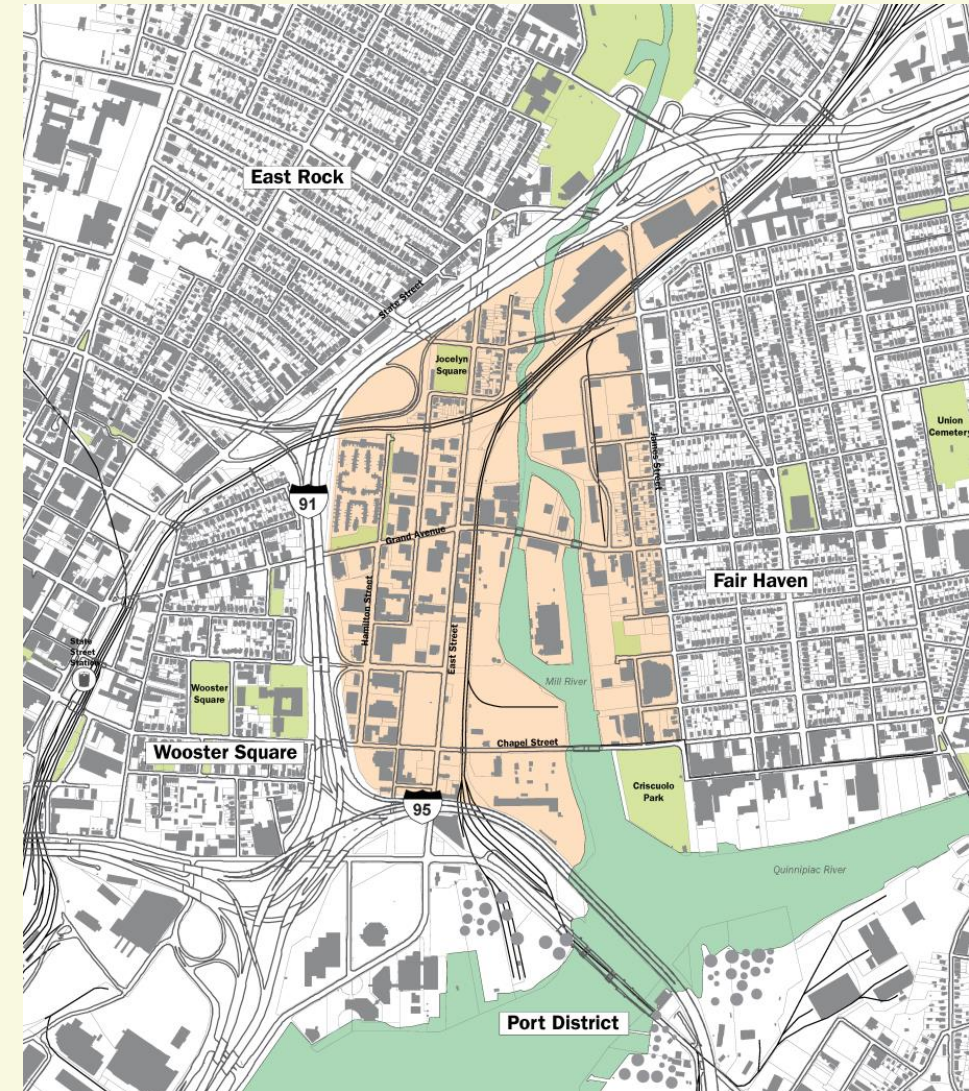 East Rock
State Street
Jocelyn
Square
Union
Cemetery
James Street
91
Grand Avenue
Fair Haven
Hamilton Street
East Street
State
Street
Station
Mill River
Wooster
Square
Chapel Street
Wooster Square
Criscuolo
Park
95
Quinnipiac River
Port District